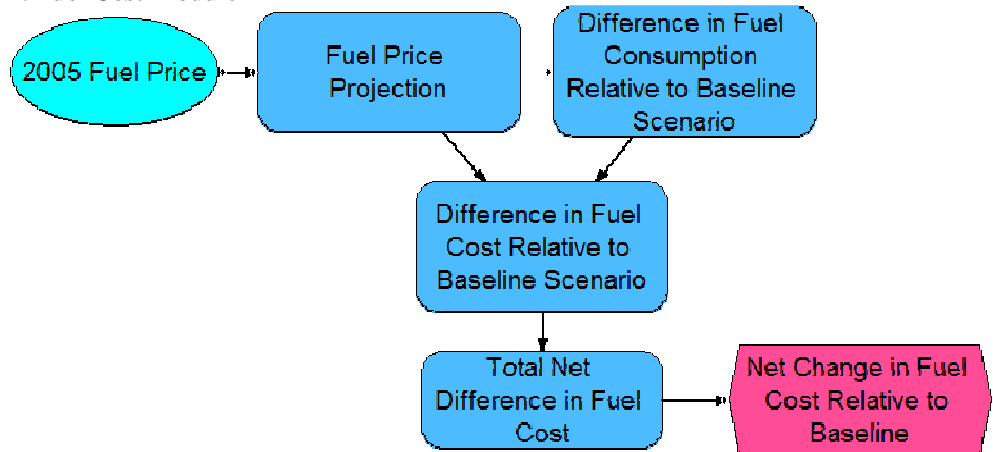 2005 Fuel Price
Fuel Price
Projection
Difference in Fuel
Consumption
Relative to Baseline
Scenario
Difference in Fuel
Cost Relative to
Baseline Scenario
Total Net
Difference in Fuel
Cost
Net Change in Fuel
Cost Relative to
Baseline